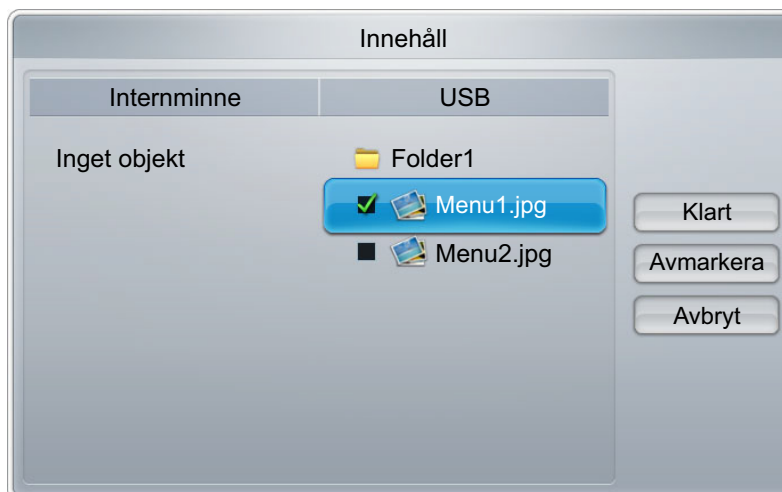 Innehåll
Internminne USB
Inget objekt Folder1
Menu1.jpg
Klart
Menu2.jpg
Avmarkera
Avbryt